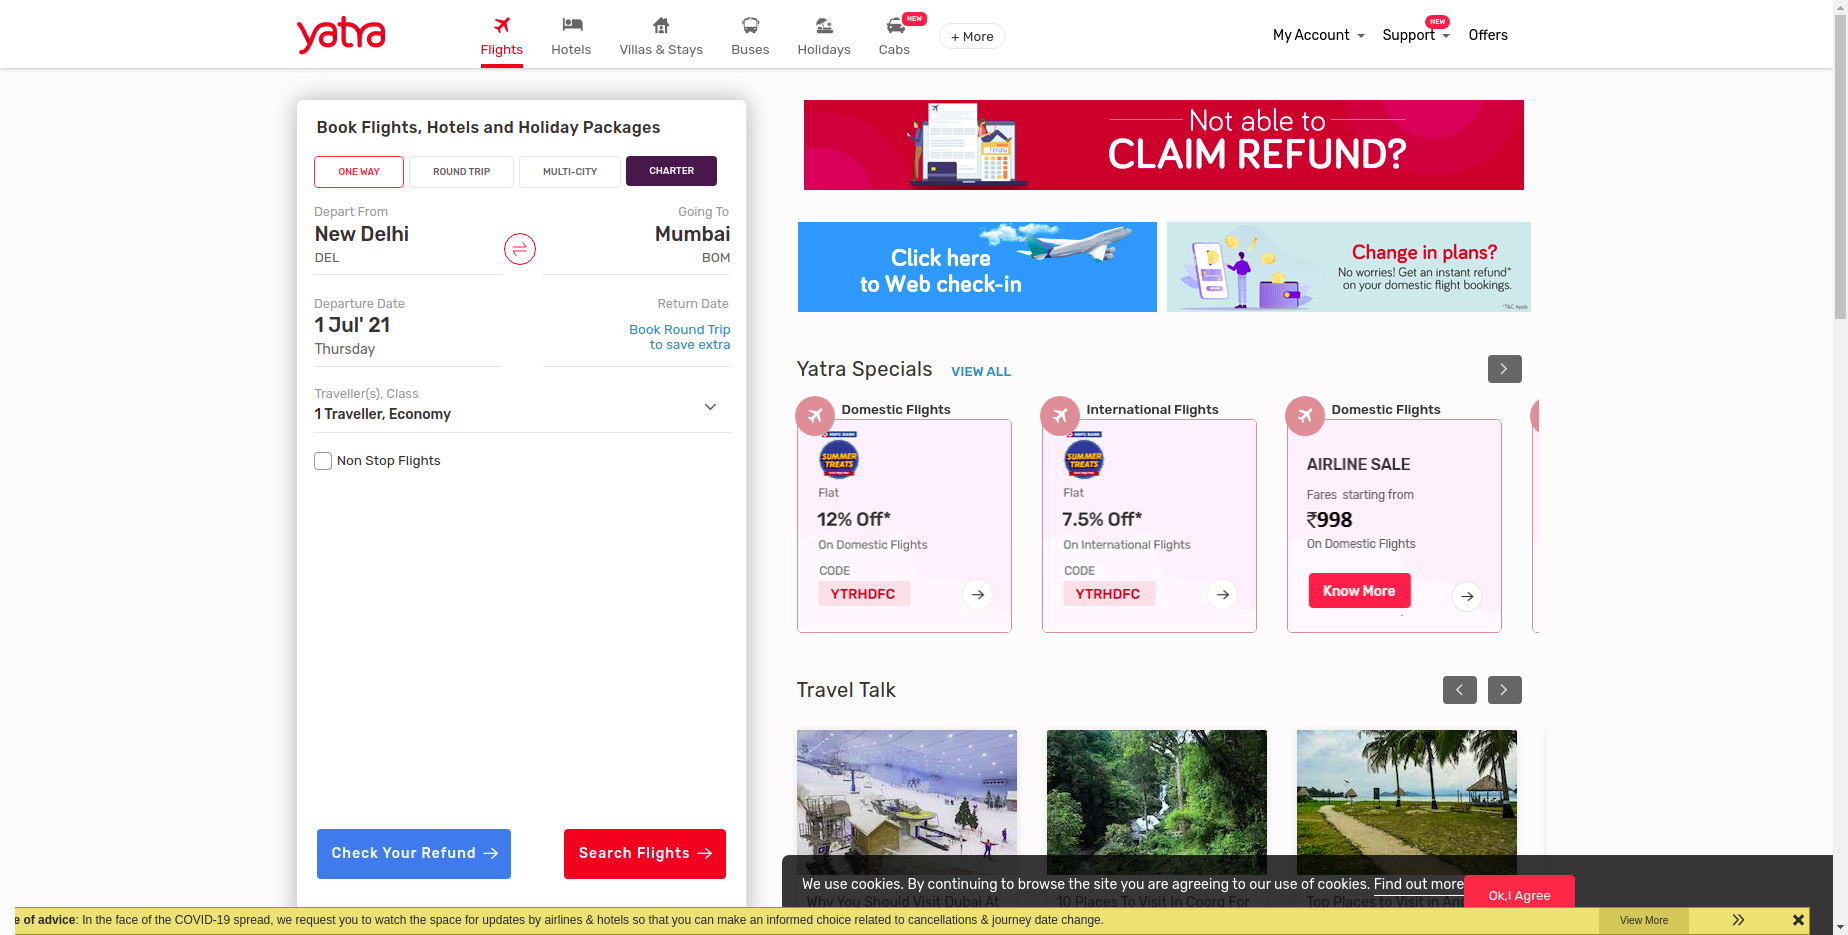 yatra
Flights
Hotels
Villas & Stays
Buses
Holidays
NEW
Cabs
+ More
My Account
NEW
Support
Offers
Book Flights, Hotels and Holiday Packages
ONE WAY
ROUND TRIP
MULTI-CITY
CHARTER
Depart From
New Delhi
DEL
Going To
Mumbai
BOM
Departure Date
1 Jul' 21
Thursday
Return Date
Book Round Trip
to save extra
Traveller(s), Class
1 Traveller, Economy
Non Stop Flights
Check Your Refund
Search Flights
Not able to
CLAIM REFUND?
refund
Click here
to Web check-in
Change in plans?
No worries! Get an instant refund*
on your domestic flight bookings.
*T&C Apply
Yatra Specials
VIEW ALL
Domestic Flights
HDFC BANK
SUMMER
TREATS
Flat
12% Off*
On Domestic Flights
CODE
YTRHDFC
International Flights
HDFC BANK
SUMMER
TREATS
Flat
7.5% Off*
On International Flights
CODE
YTRHDFC
Domestic Flights
AIRLINE SALE
Fares starting from
₹998
On Domestic Flights
Know More
Travel Talk
We use cookies. By continuing to browse the site you are agreeing to our use of cookies. Find out more
Ok,I Agree
Why You Should Visit Dubai At
10 Places To Visit In Coorg For
Top Places to Visit in
e of advice: In the face of the COVID-19 spread, we request you to watch the space for updates by airlines & hotels so that you can make an informed choice related to cancellations & journey date change.
View More